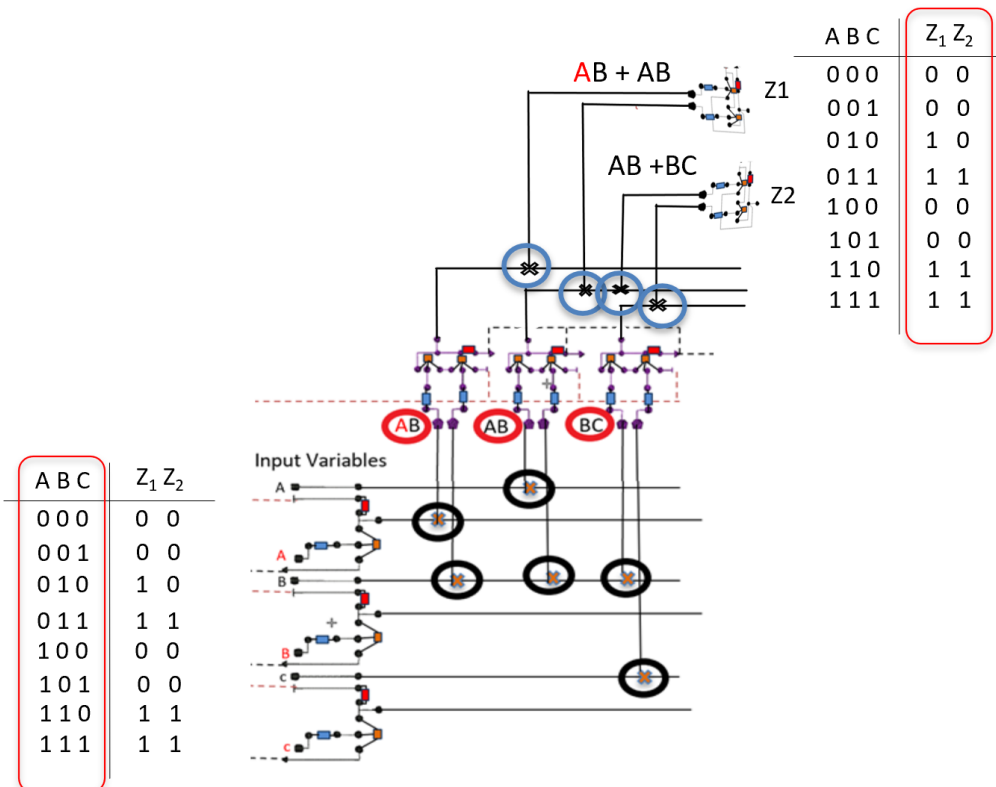 A B C Z1 Z2
0 0 0 0 0
0 0 1 0 0
0 1 0 1 0
0 1 1 1 1
1 0 0 0 0
1 0 1 0 0
1 1 0 1 1
1 1 1 1 1
AB + AB
Z1
AB +BC
Z2
AB
AB
BC
Input Variables
A
A
B
B
c
c
A B C Z1 Z2
0 0 0 0 0
0 0 1 0 0
0 1 0 1 0
0 1 1 1 1
1 0 0 0 0
1 0 1 0 0
1 1 0 1 1
1 1 1 1 1